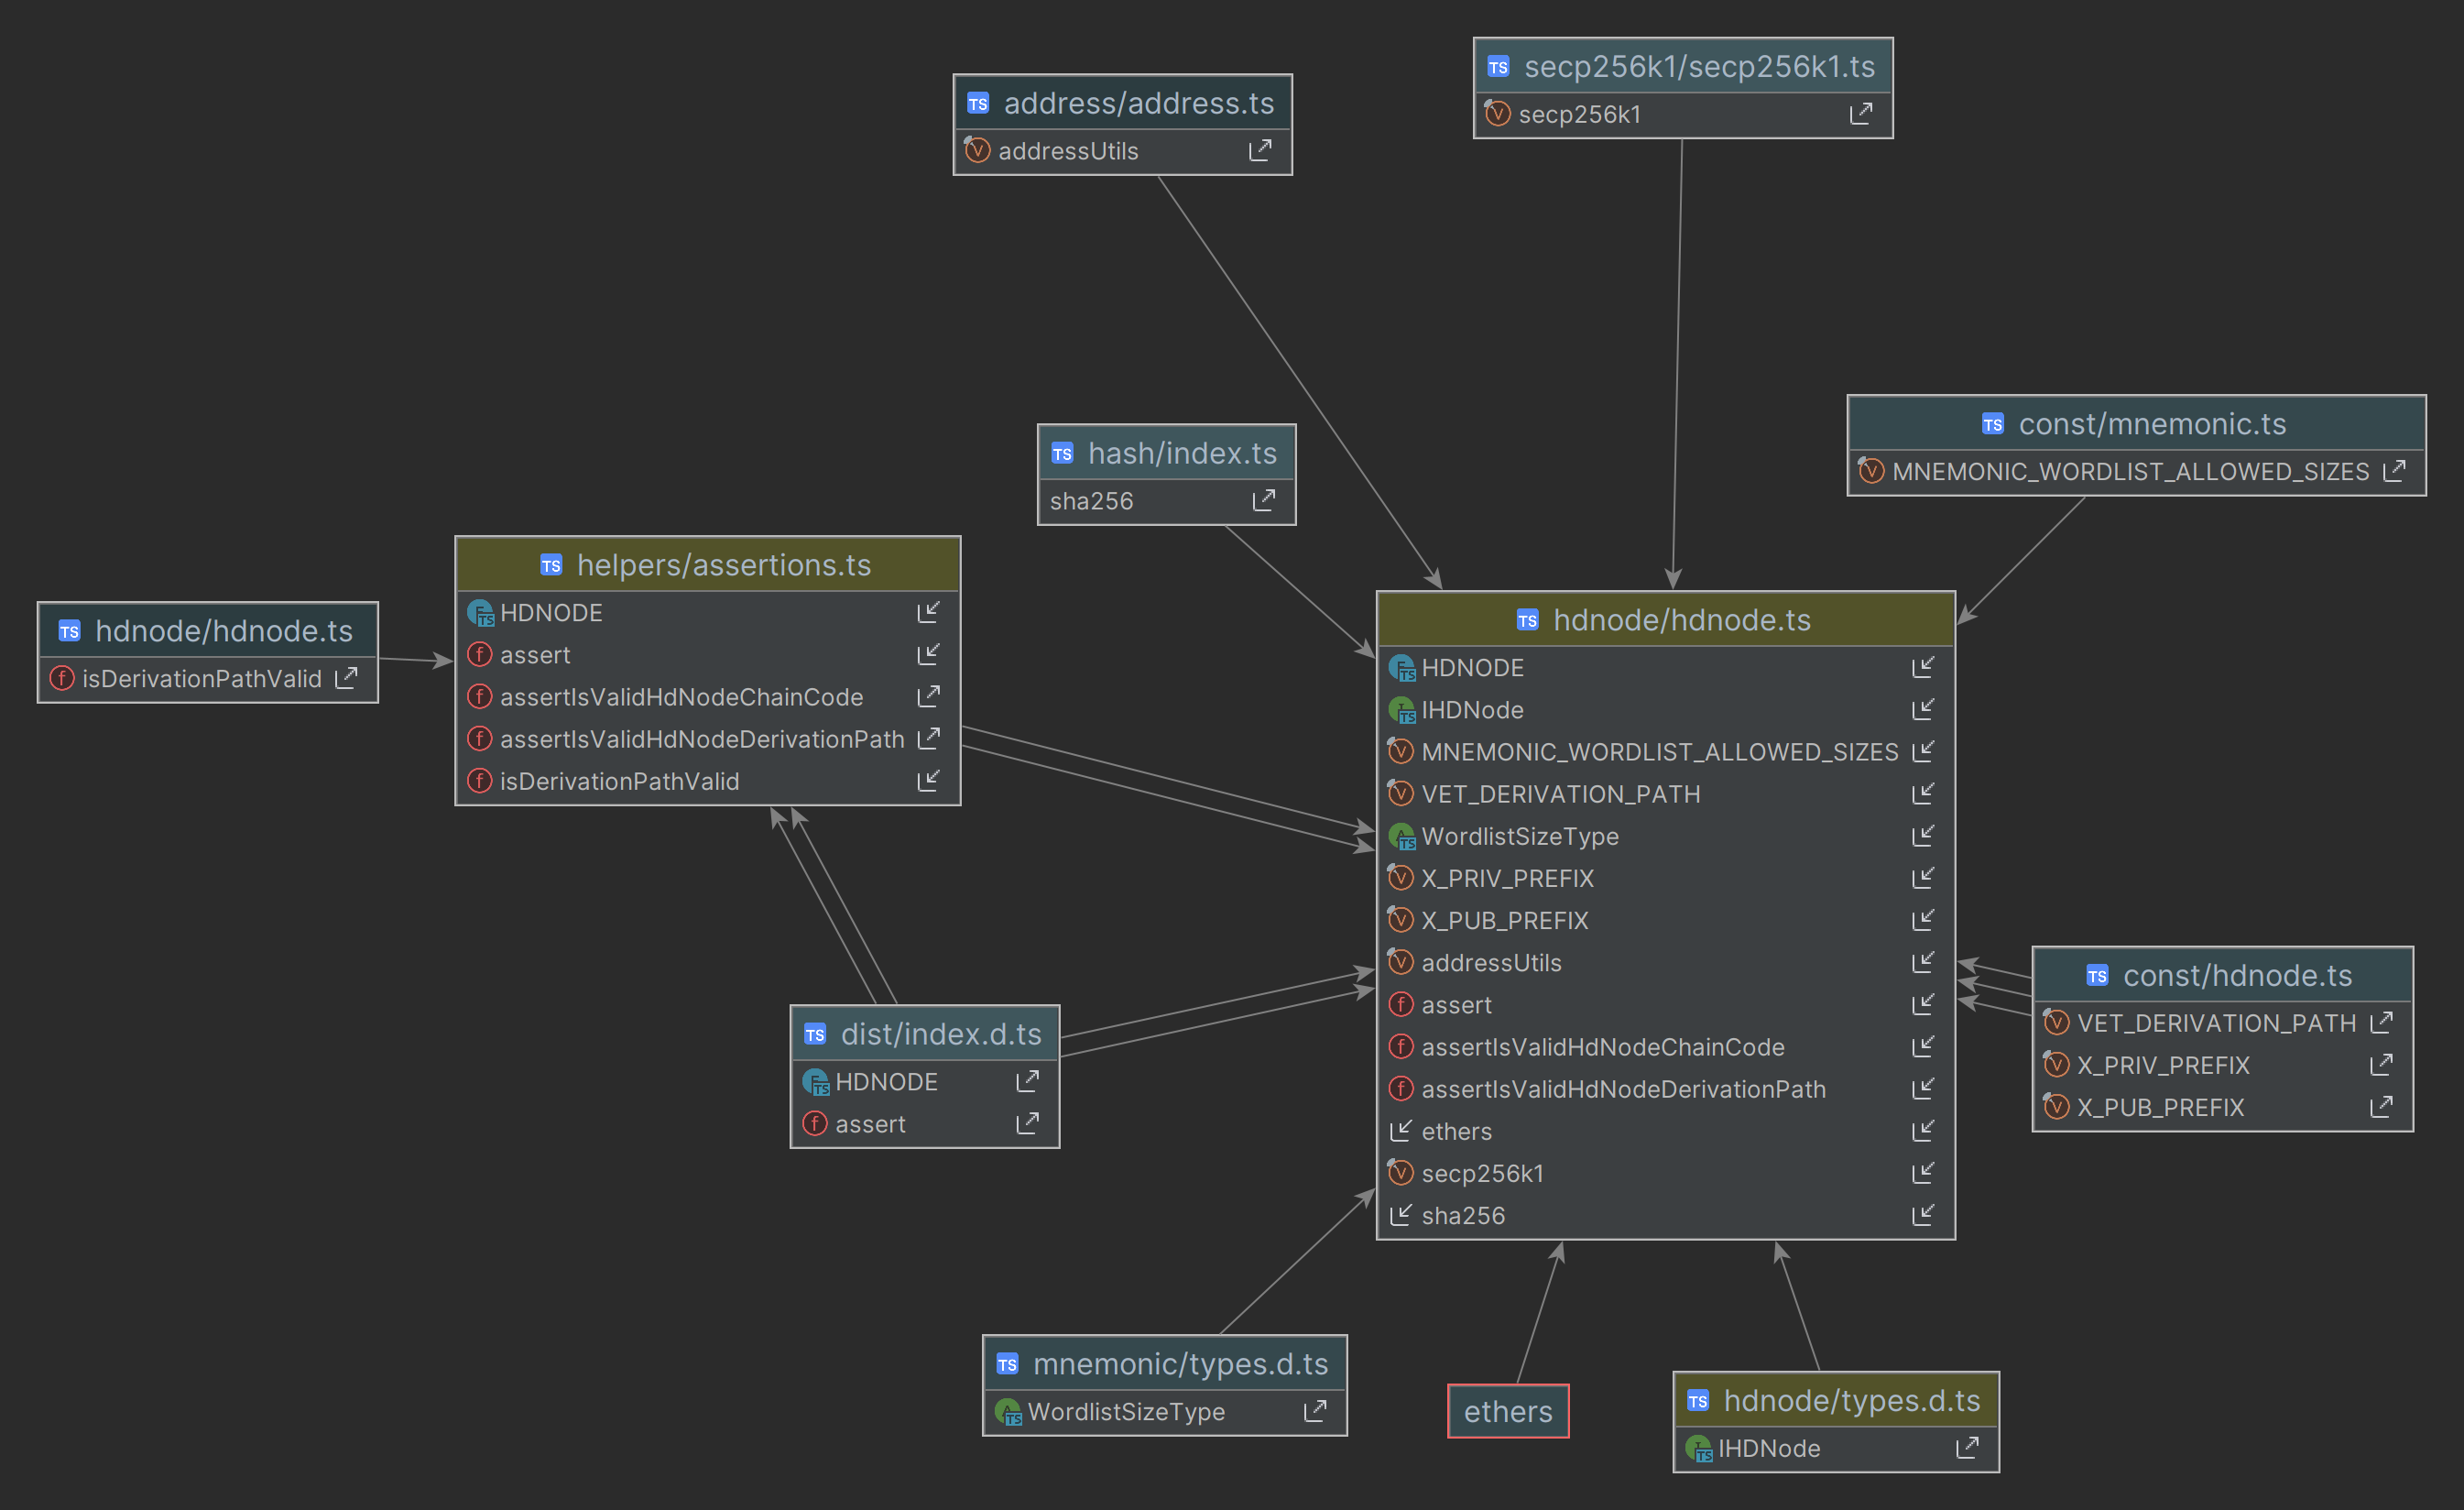 TS secp256k1/secp256k1.ts
secp256k1
TS address/address.ts
addressUtils
TS const/mnemonic.ts
MNEMONIC_WORDLIST_ALLOWED_SIZES
TS hash/index.ts
sha256
TS helpers/assertions.ts
HDNODE
assert
assertIsValidHdNodeChainCode
assertIsValidHdNodeDerivationPath
isDerivationPathValid
TS hdnode/hdnode.ts
isDerivationPathValid
TS hdnode/hdnode.ts
HDNODE
IHDNode
MNEMONIC_WORDLIST_ALLOWED_SIZES
VET_DERIVATION_PATH
WordlistSizeType
X_PRIV_PREFIX
X_PUB_PREFIX
addressUtils
assert
assertIsValidHdNodeChainCode
assertIsValidHdNodeDerivationPath
ethers
secp256k1
sha256
TS const/hdnode.ts
VET_DERIVATION_PATH
X_PRIV_PREFIX
X_PUB_PREFIX
TS dist/index.d.ts
HDNODE
assert
TS mnemonic/types.d.ts
WordlistSizeType
ethers
TS hdnode/types.d.ts
IHDNode